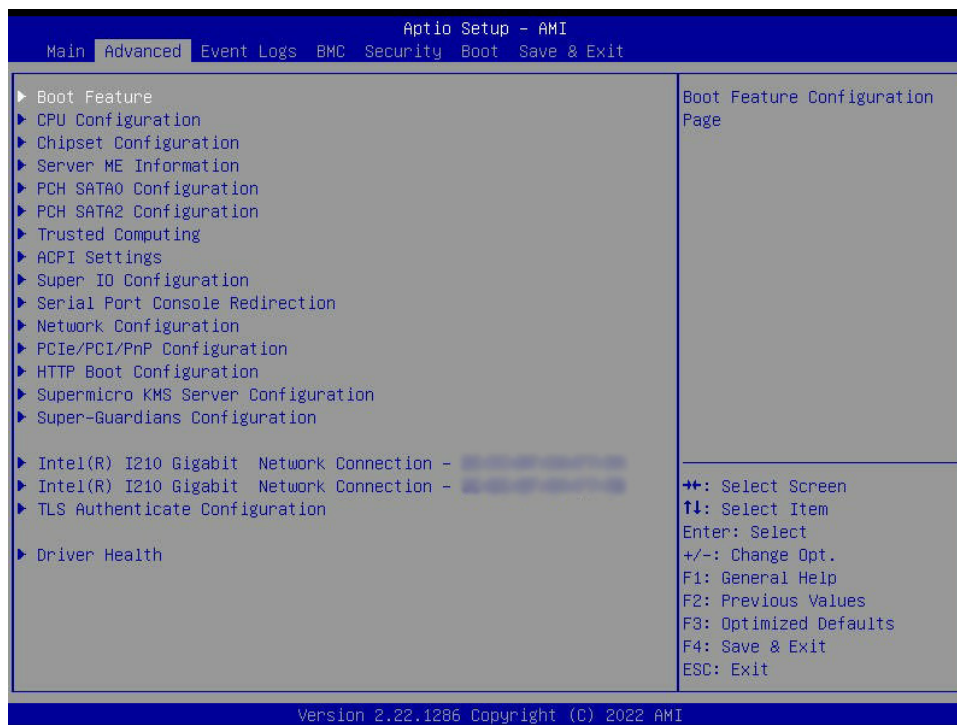 Aptio Setup – AMI
Main Advanced Event Logs BMC Security Boot Save & Exit
Boot Feature
CPU Configuration
Chipset Configuration
Server ME Information
PCH SATA0 Configuration
PCH SATA2 Configuration
Trusted Computing
ACPI Settings
Super IO Configuration
Serial Port Console Redirection
Network Configuration
PCIe/PCI/PnP Configuration
HTTP Boot Configuration
Supermicro KMS Server Configuration
Super-Guardians Configuration
Intel(R) I210 Gigabit Network Connection –
Intel(R) I210 Gigabit Network Connection –
TLS Authenticate Configuration
Driver Health
Boot Feature Configuration
Page
→←: Select Screen
↑↓: Select Item
Enter: Select
+/-: Change Opt.
F1: General Help
F2: Previous Values
F3: Optimized Defaults
F4: Save & Exit
ESC: Exit
Version 2.22.1286 Copyright (C) 2022 AMI